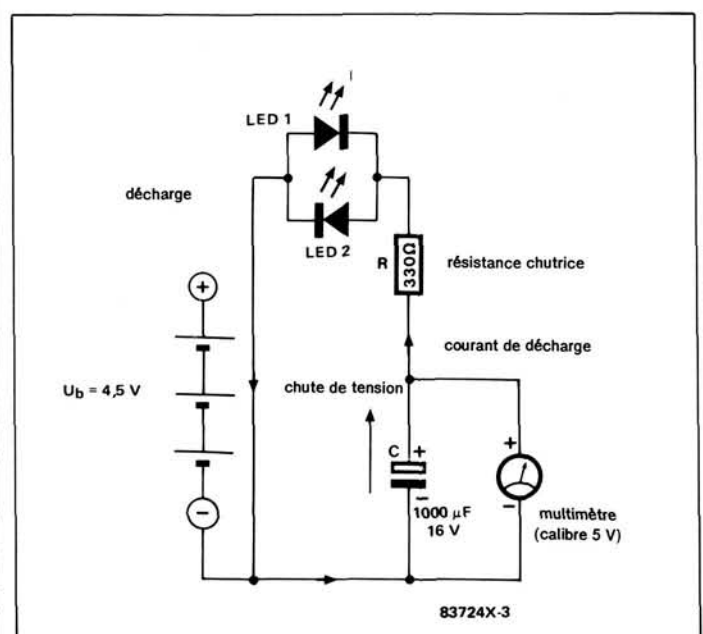 LED 1
décharge
LED 2
R
330Ω
résistance chutrice
+
courant de décharge
Ub = 4,5 V
chute de tension
C
+
+
−
−
−
1000 µF
16 V
multimètre
(calibre 5 V)
83724X-3